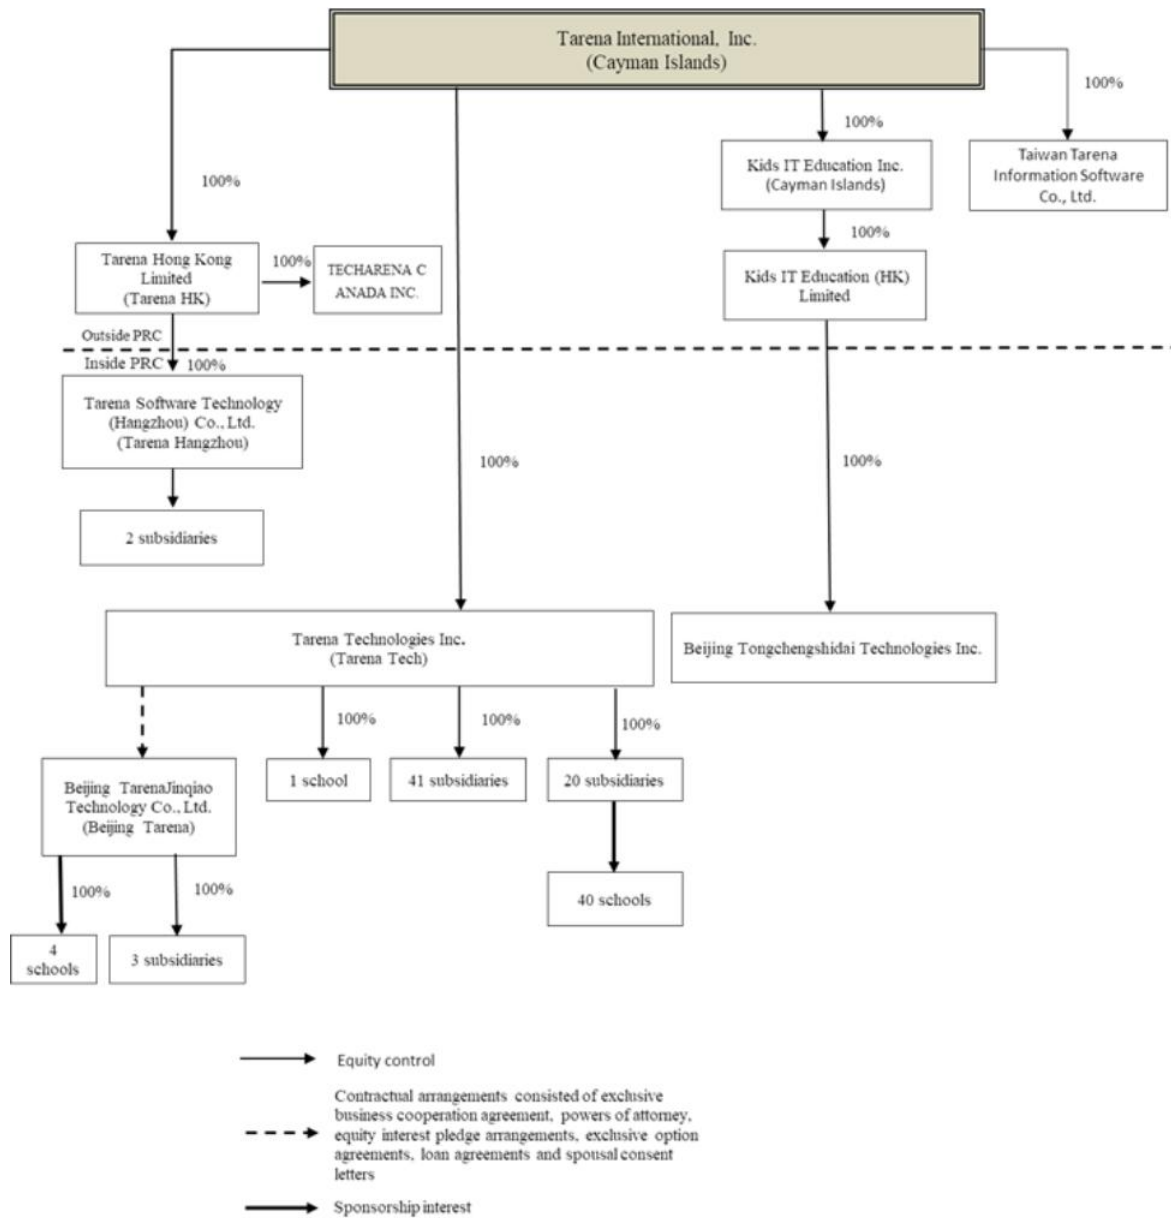 Tarena International, Inc.
(Cayman Islands)
100%
100%
Kids IT Education Inc.
(Cayman Islands)
Taiwan Tarena
Information Software
Co., Ltd.
100%
100%
Tarena Hong Kong
Limited
(Tarena HK)
100%
TECHARENA C
ANADA INC.
Kids IT Education (HK)
Limited
Outside PRC
Inside PRC
100%
Tarena Software Technology
(Hangzhou) Co., Ltd.
(Tarena Hangzhou)
100%
100%
2 subsidiaries
Tarena Technologies Inc.
(Tarena Tech)
Beijing Tongchengshidai Technologies Inc.
100%
100%
100%
Beijing TarenaJinqiao
Technology Co., Ltd.
(Beijing Tarena)
1 school
41 subsidiaries
20 subsidiaries
100%
100%
40 schools
4
schools
3 subsidiaries
Equity control
Contractual arrangements consisted of exclusive
business cooperation agreement, powers of attorney,
equity interest pledge arrangements, exclusive option
agreements, loan agreements and spousal consent
letters
Sponsorship interest